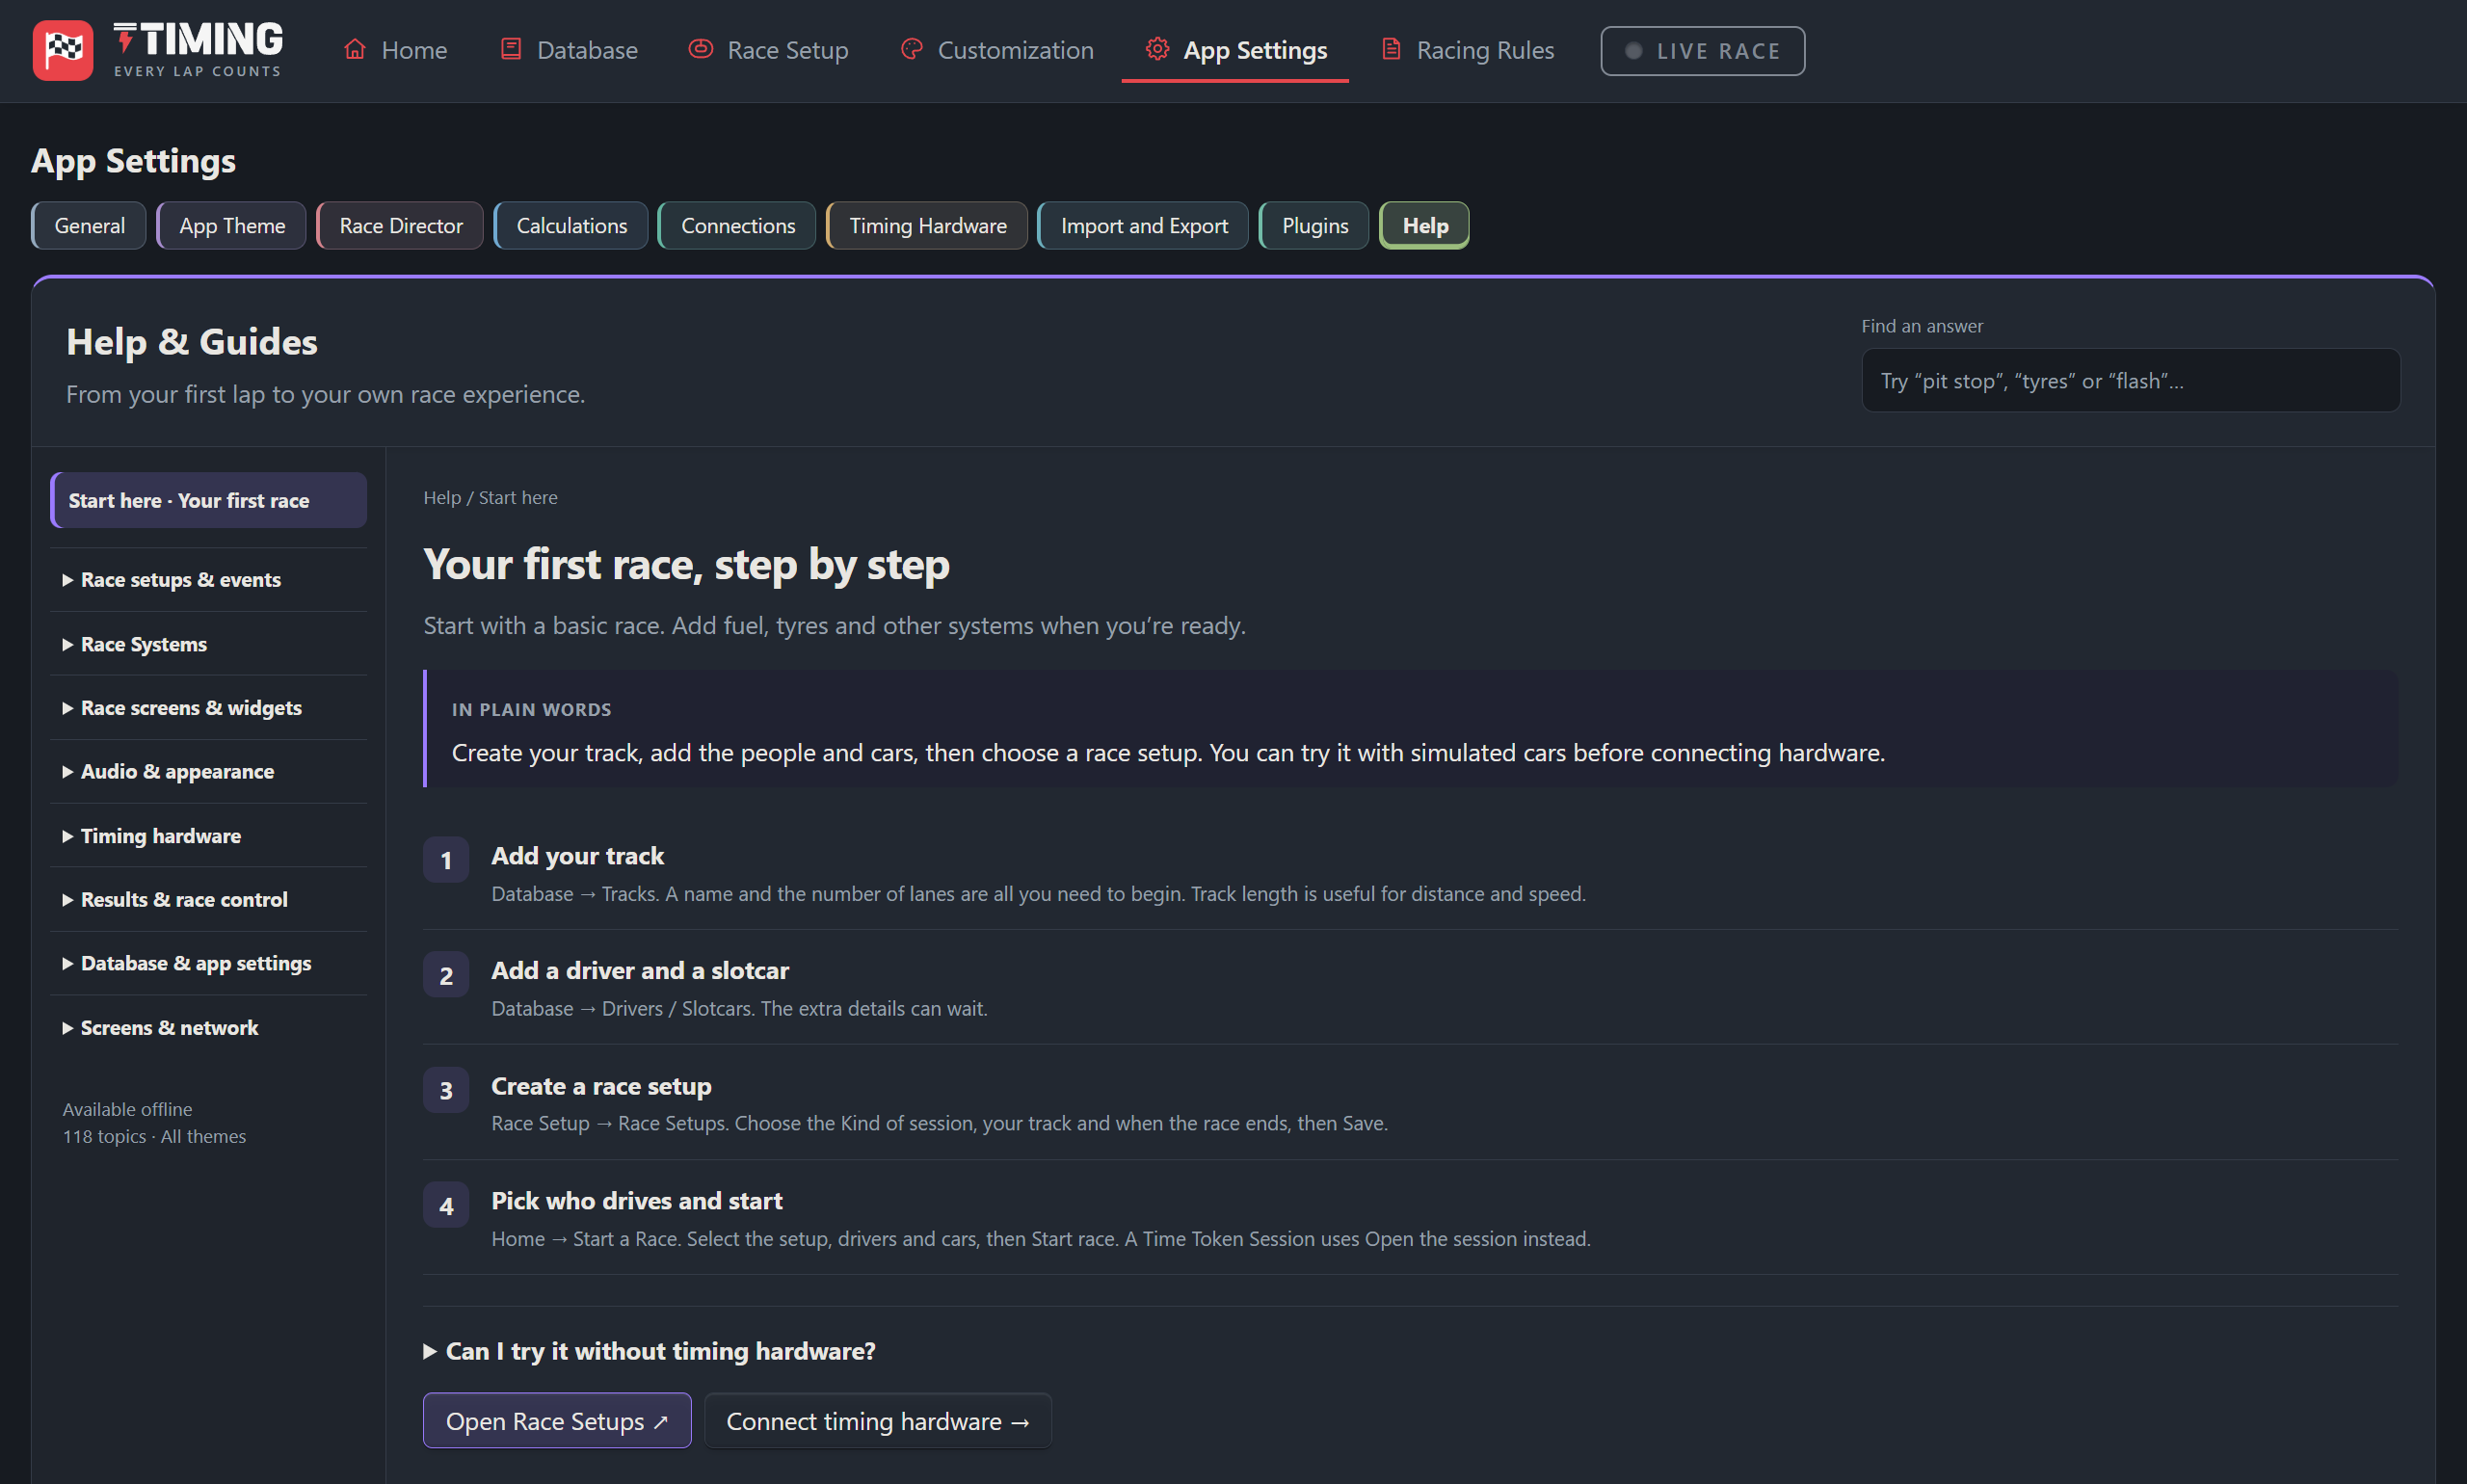 TIMING
EVERY LAP COUNTS
Home
Database
Race Setup
Customization
App Settings
Racing Rules
LIVE RACE
App Settings
General
App Theme
Race Director
Calculations
Connections
Timing Hardware
Import and Export
Plugins
Help
Help & Guides
From your first lap to your own race experience.
Find an answer
Try “pit stop”, “tyres” or “flash”...
Start here · Your first race
▶ Race setups & events
▶ Race Systems
▶ Race screens & widgets
▶ Audio & appearance
▶ Timing hardware
▶ Results & race control
▶ Database & app settings
▶ Screens & network
Available offline
118 topics · All themes
Help / Start here
Your first race, step by step
Start with a basic race. Add fuel, tyres and other systems when you’re ready.
IN PLAIN WORDS
Create your track, add the people and cars, then choose a race setup. You can try it with simulated cars before connecting hardware.
1 Add your track
Database → Tracks. A name and the number of lanes are all you need to begin. Track length is useful for distance and speed.
2 Add a driver and a slotcar
Database → Drivers / Slotcars. The extra details can wait.
3 Create a race setup
Race Setup → Race Setups. Choose the Kind of session, your track and when the race ends, then Save.
4 Pick who drives and start
Home → Start a Race. Select the setup, drivers and cars, then Start race. A Time Token Session uses Open the session instead.
▶ Can I try it without timing hardware?
Open Race Setups ↗
Connect timing hardware →